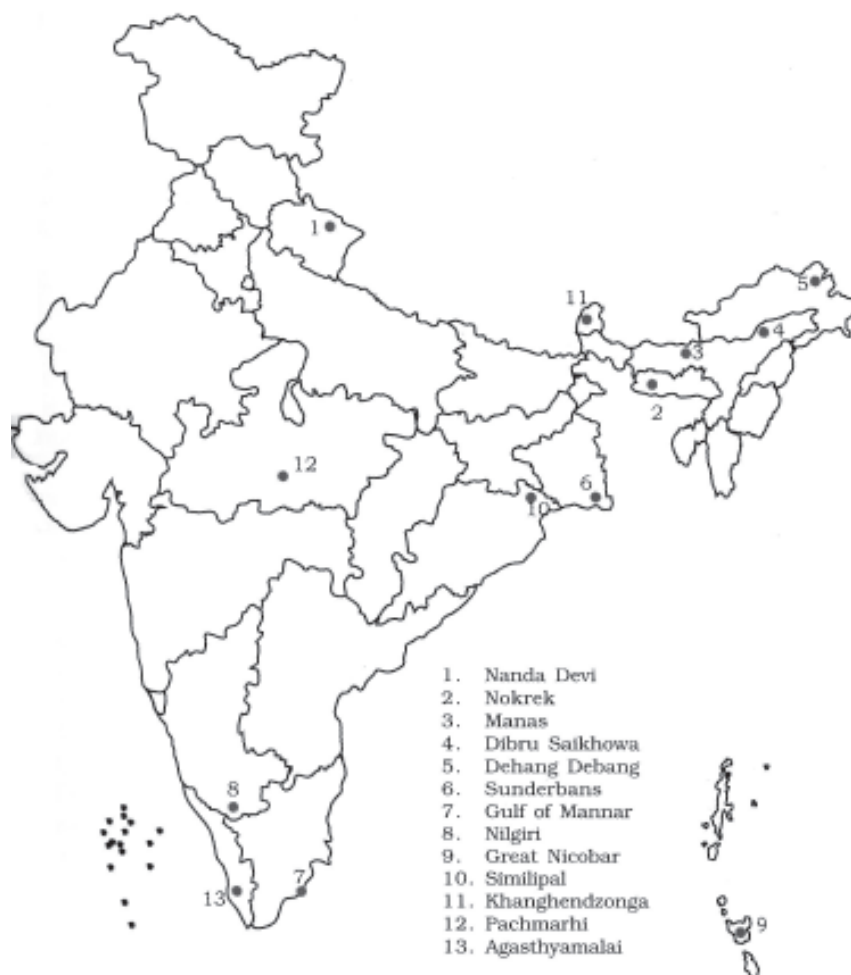 1
5
11
4
3
2
12
6
10
8
7
13
9
1. Nanda Devi
2. Nokrek
3. Manas
4. Dibru Saikhowa
5. Dehang Debang
6. Sunderbans
7. Gulf of Mannar
8. Nilgiri
9. Great Nicobar
10. Similipal
11. Khanghendzonga
12. Pachmarhi
13. Agasthyamalai